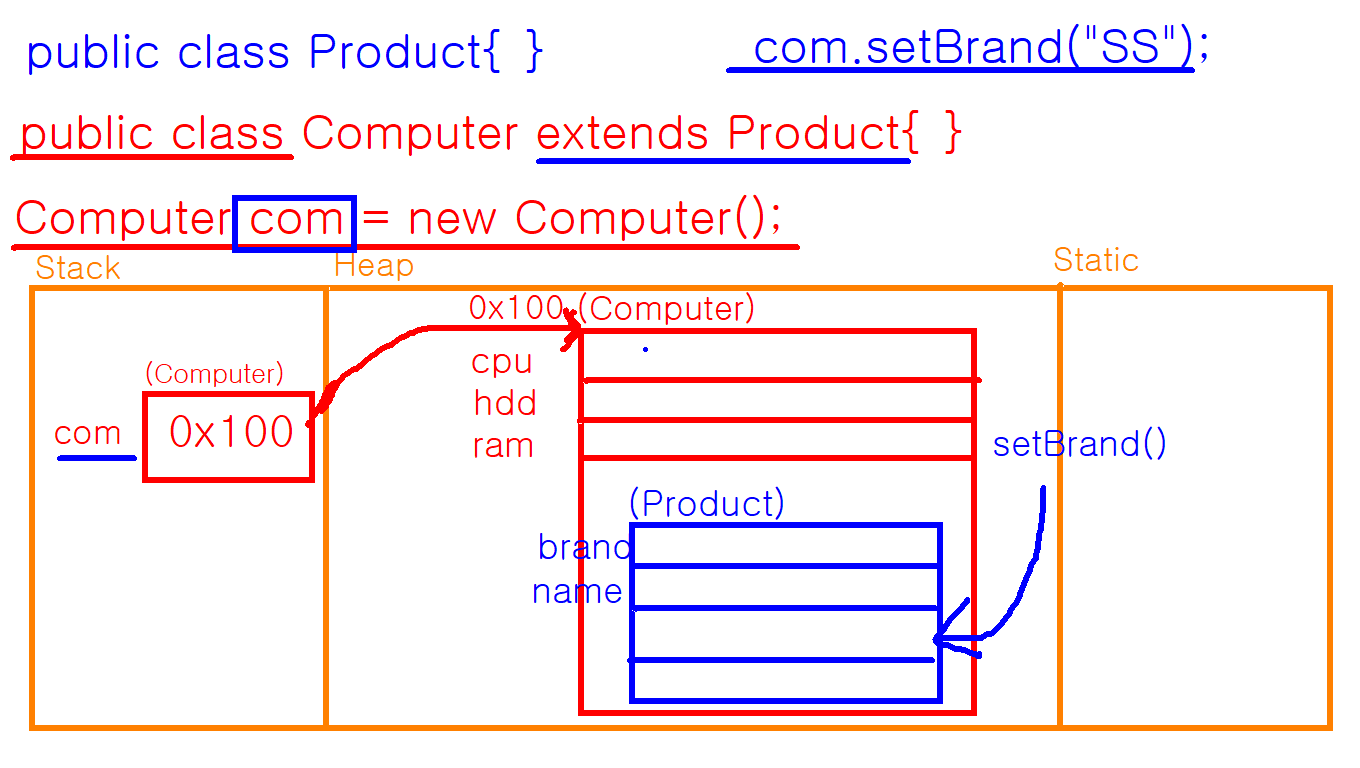 public class Product{ } com.setBrand("SS");
public class Computer extends Product{ }
Computer com = new Computer();
Stack Heap Static
0x100 (Computer)
cpu
(Computer)
hdd
com 0x100
ram
setBrand()
(Product)
brand
name